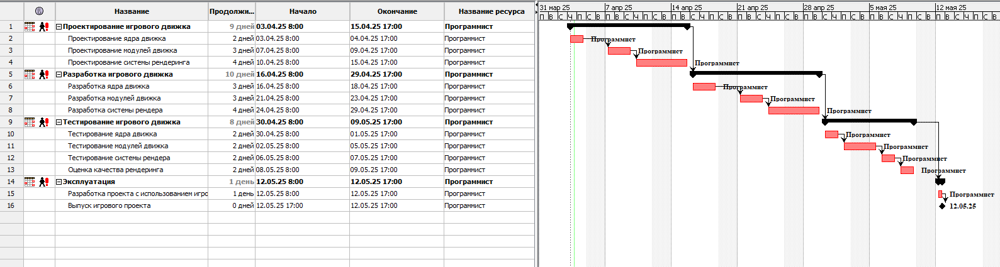 Название Продолжи... Начало Окончание Название ресурса
31 мар 25 7 апр 25 14 апр 25 21 апр 25 28 апр 25 5 мая 25 12 мая 25
П В С Ч П С В П В С Ч П С В П В С Ч П С В П В С Ч П С В П В С Ч П С В П В С Ч П С В П В С Ч П С В
1 Проектирование игрового движка 9 дней 03.04.25 8:00 15.04.25 17:00 Программист
2 Проектирование ядра движка 2 дней 03.04.25 8:00 04.04.25 17:00 Программист Программист
3 Проектирование модулей движка 3 дней 07.04.25 8:00 09.04.25 17:00 Программист Программист
4 Проектирование системы рендеринга 4 дней 10.04.25 8:00 15.04.25 17:00 Программист Программист
5 Разработка игрового движка 10 дней 16.04.25 8:00 29.04.25 17:00 Программист
6 Разработка ядра движка 3 дней 16.04.25 8:00 18.04.25 17:00 Программист Программист
7 Разработка модулей движка 3 дней 21.04.25 8:00 23.04.25 17:00 Программист Программист
8 Разработка системы рендера 4 дней 24.04.25 8:00 29.04.25 17:00 Программист Программист
9 Тестирование игрового движка 8 дней 30.04.25 8:00 09.05.25 17:00 Программист
10 Тестирование ядра движка 2 дней 30.04.25 8:00 01.05.25 17:00 Программист Программист
11 Тестирование модулей движка 2 дней 02.05.25 8:00 05.05.25 17:00 Программист Программист
12 Тестирование системы рендера 2 дней 06.05.25 8:00 07.05.25 17:00 Программист Программист
13 Оценка качества рендеринга 2 дней 08.05.25 8:00 09.05.25 17:00 Программист Программист
14 Эксплуатация 1 день 12.05.25 8:00 12.05.25 17:00 Программист
15 Разработка проекта с использованием игро 1 день 12.05.25 8:00 12.05.25 17:00 Программист Программист
16 Выпуск игрового проекта 0 дней 12.05.25 17:00 12.05.25 17:00 Программист 12.05.25